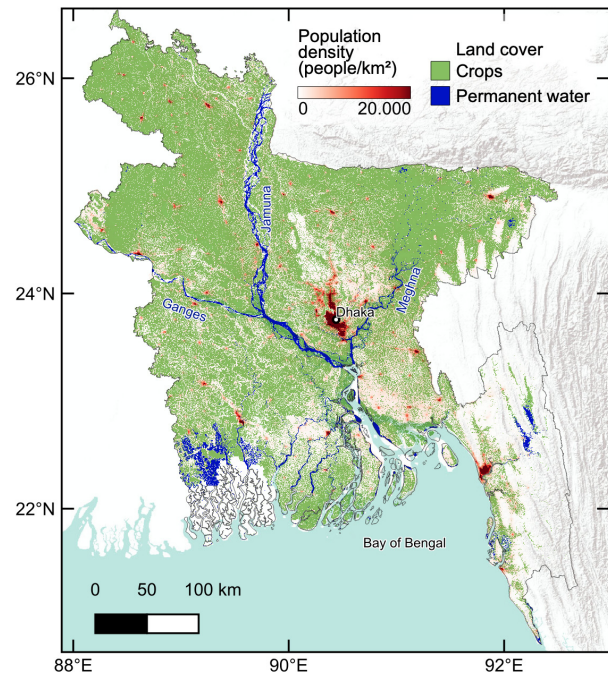 Population
density
(people/km²)
0 20.000
Land cover
Crops
Permanent water
26°N
24°N
22°N
Jamuna
Ganges
Meghna
Dhaka
Bay of Bengal
0 50 100 km
88°E 90°E 92°E